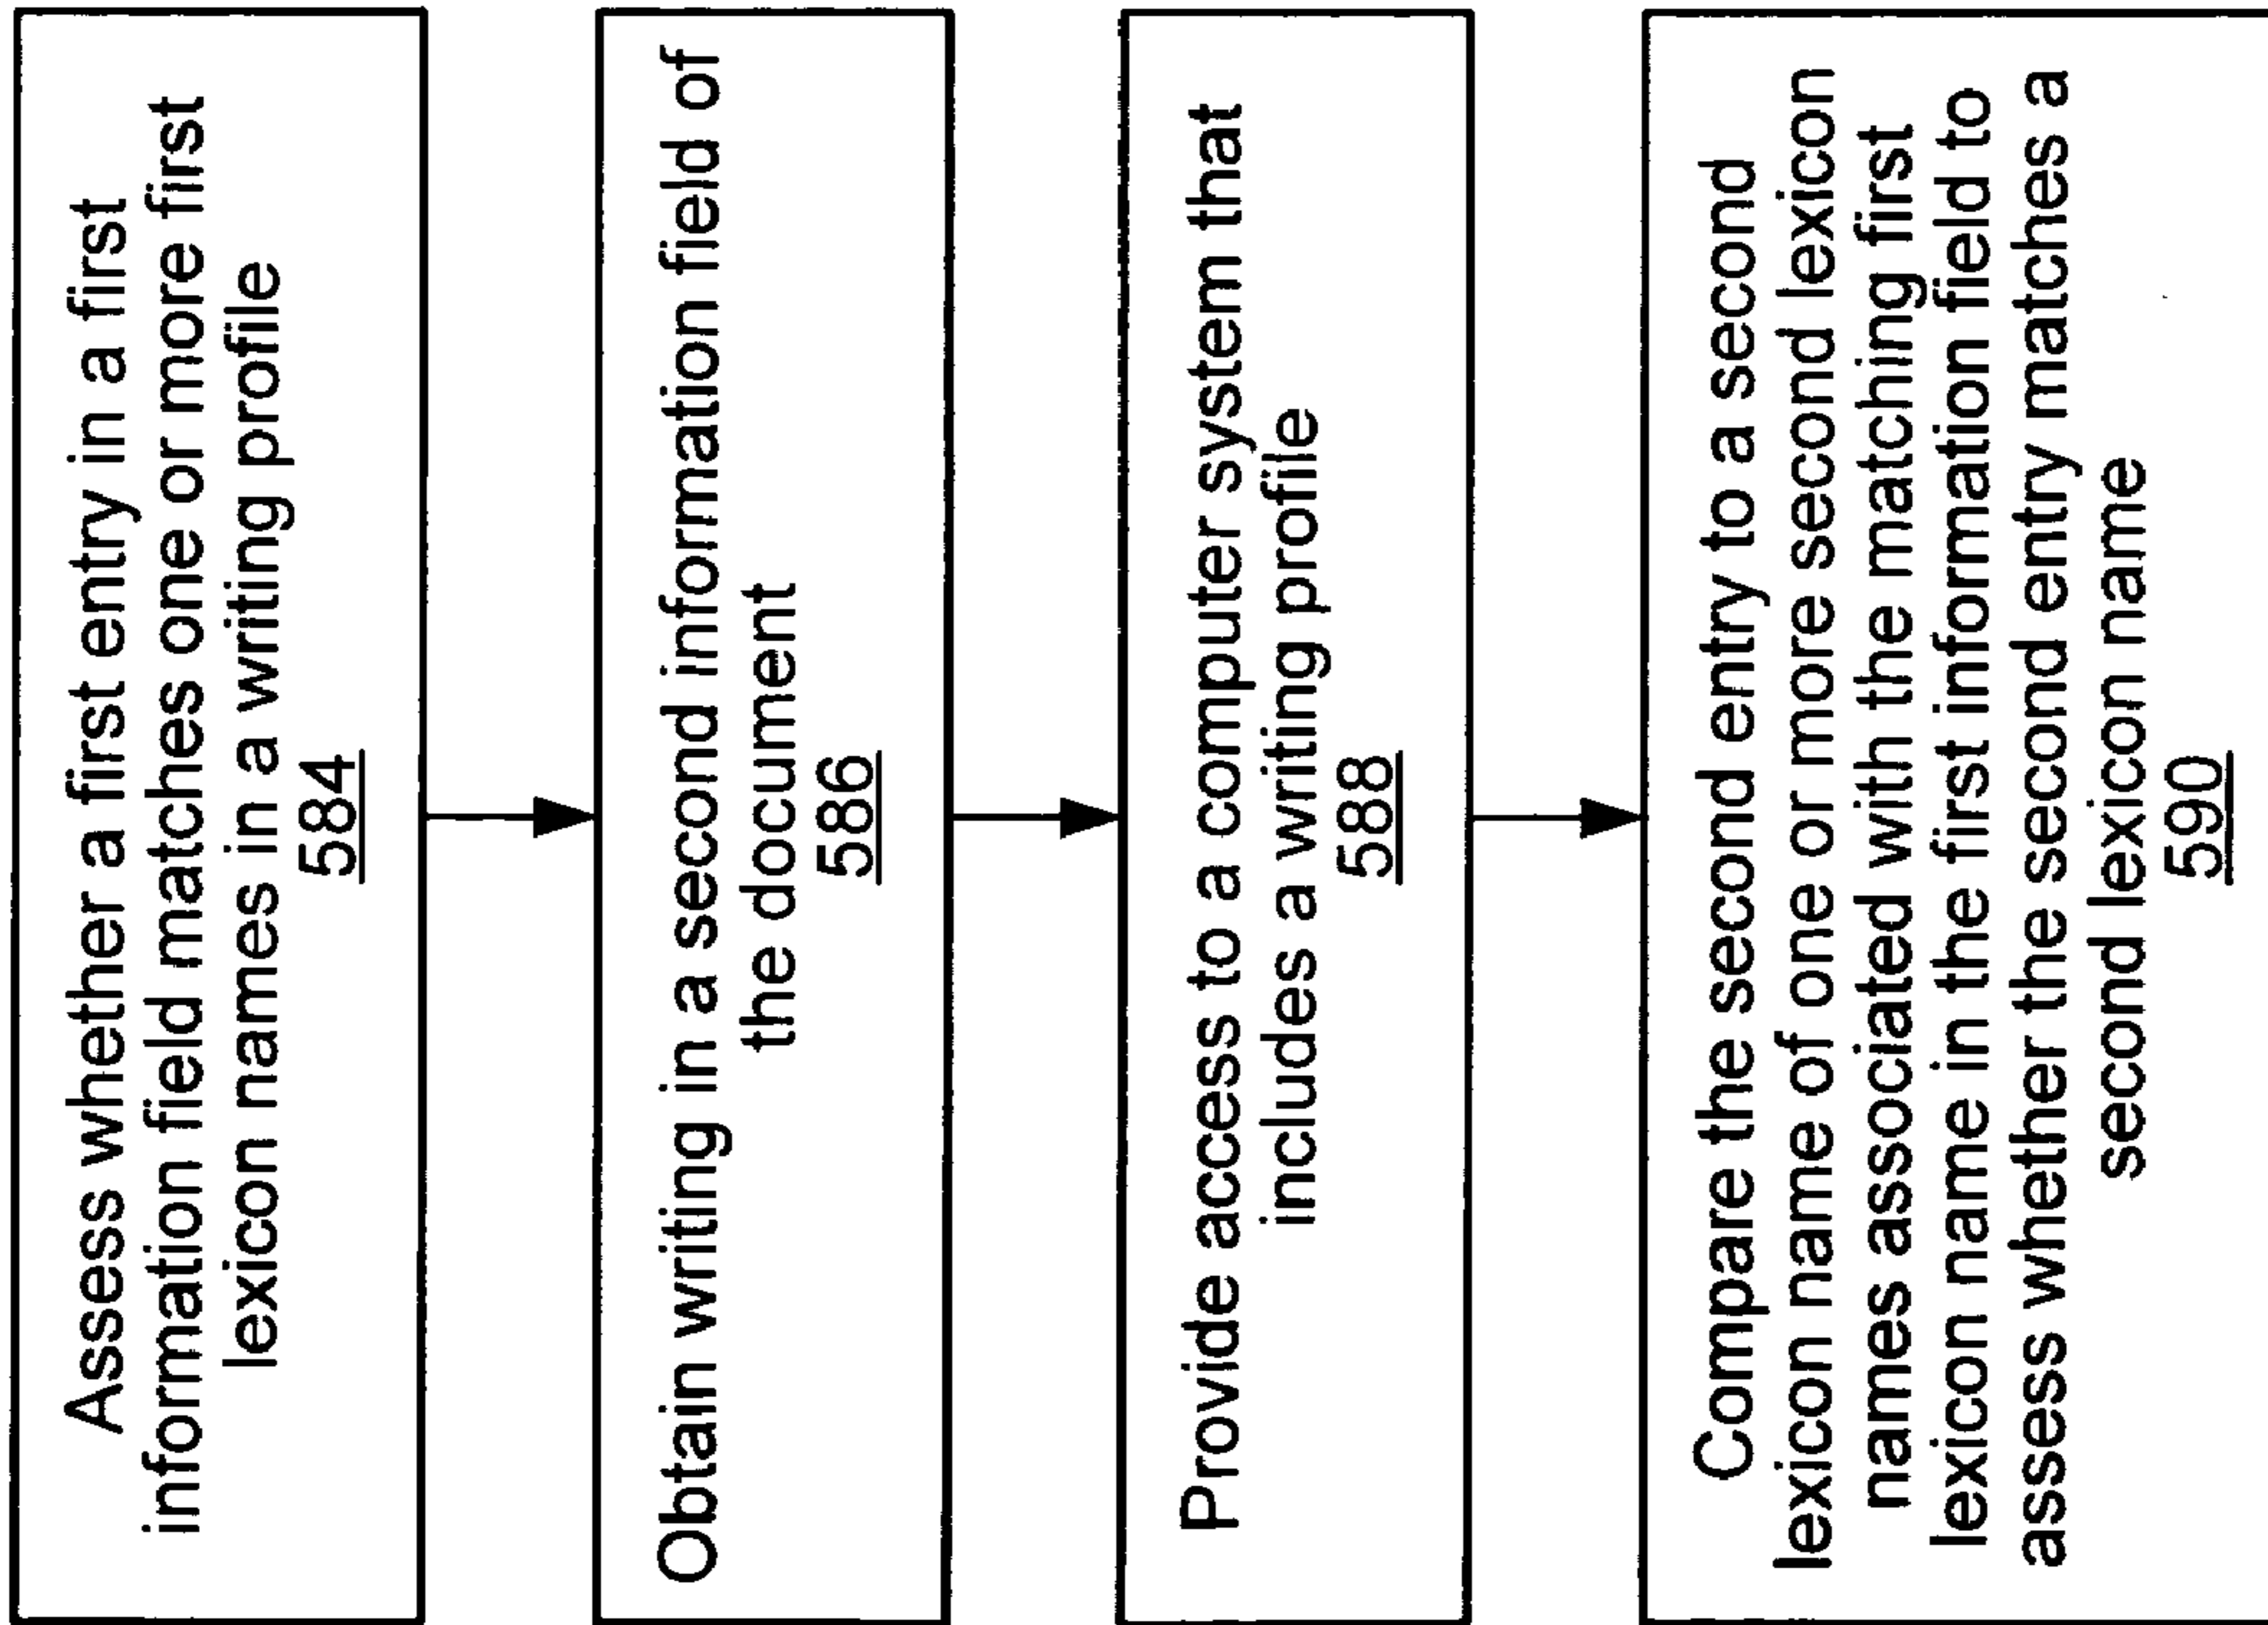 Assess whether a first entry in a first
information field matches one or more first
lexicon names in a writing profile
584
Obtain writing in a second information field of
the document
586
Provide access to a computer system that
includes a writing profile
588
Compare the second entry to a second
lexicon name of one or more second lexicon
names associated with the matching first
lexicon name in the first information field to
assess whether the second entry matches a
second lexicon name
590